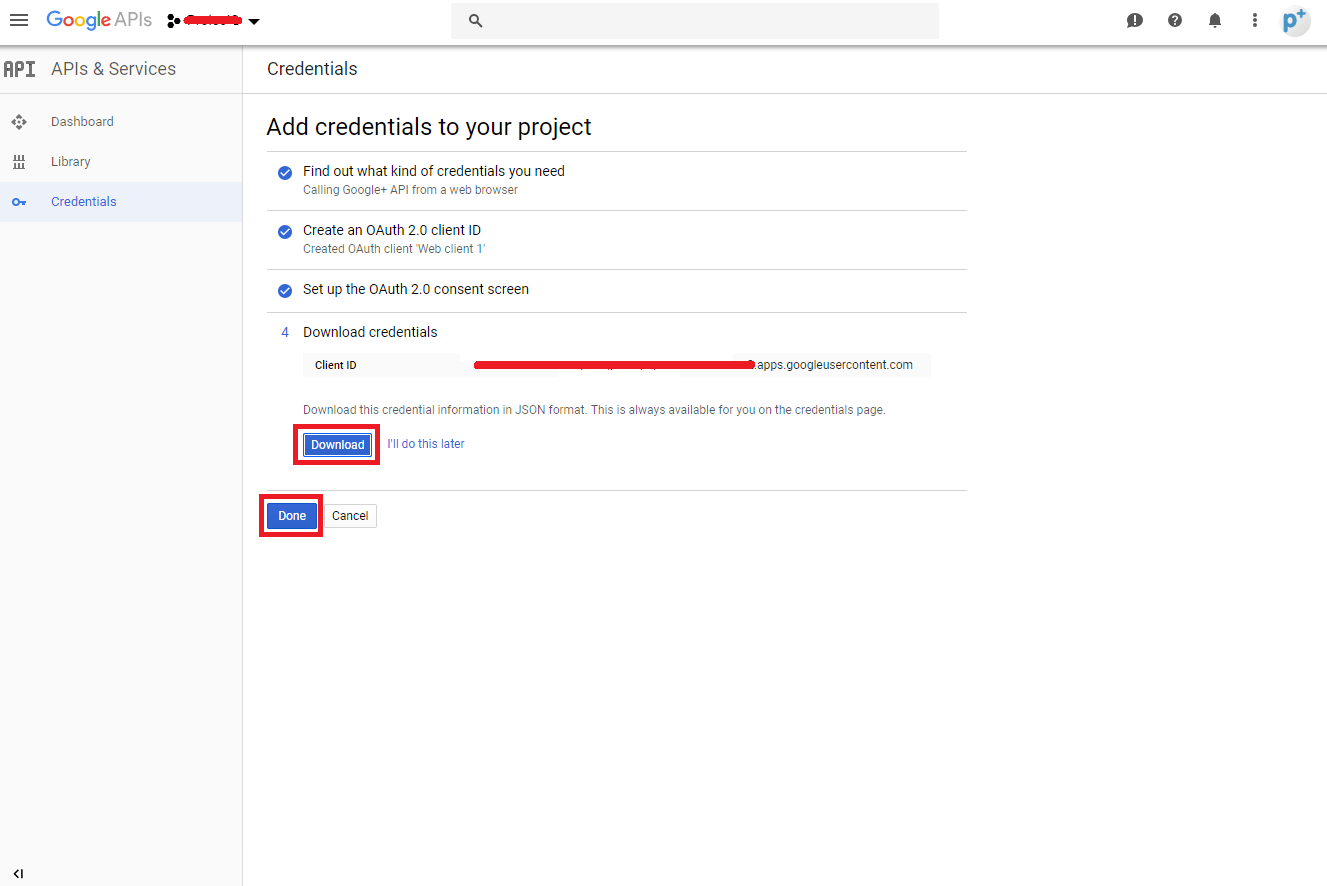 Google APIs
API APIs & Services
Credentials
Dashboard
Library
Credentials
Add credentials to your project
Find out what kind of credentials you need
Calling Google+ API from a web browser
Create an OAuth 2.0 client ID
Created OAuth client 'Web client 1'
Set up the OAuth 2.0 consent screen
4 Download credentials
Client ID .apps.googleusercontent.com
Download this credential information in JSON format. This is always available for you on the credentials page.
Download I'll do this later
Done Cancel
p+